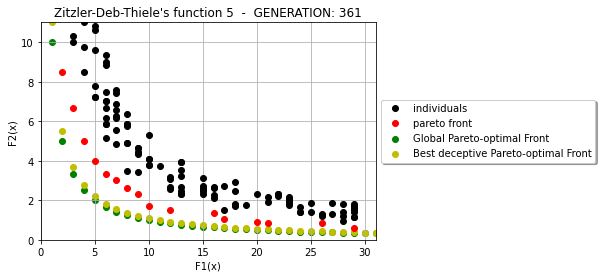 Zitzler-Deb-Thiele's function 5 - GENERATION: 361
10
8
6
4
2
0
F2(x)
0 5 10 15 20 25 30
F1(x)
individuals
pareto front
Global Pareto-optimal Front
Best deceptive Pareto-optimal Front